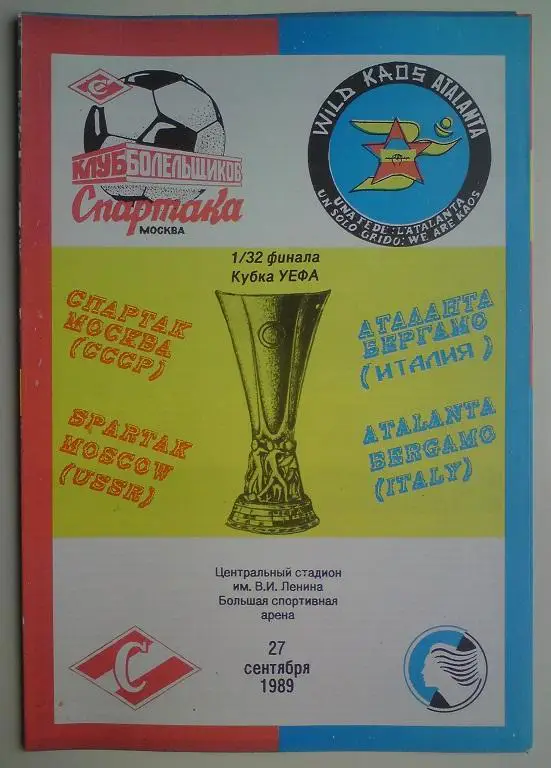 С
КЛУБ БОЛЕЛЬЩИКОВ
Спартака
МОСКВА
WILD KAOS ATALANTA
UNA FEDE: L'ATALANTA
UN SOLO GRIDO: WE ARE KAOS
1/32 финала
Кубка УЕФА
СПАРТАК
МОСКВА
(СССР)
АТАЛАНТА
БЕРГАМО
(ИТАЛИЯ)
SPARTAK
MOSCOW
(USSR)
ATALANTA
BERGAMO
(ITALY)
Центральный стадион
им. В.И. Ленина
Большая спортивная
арена
С
27
сентября
1989